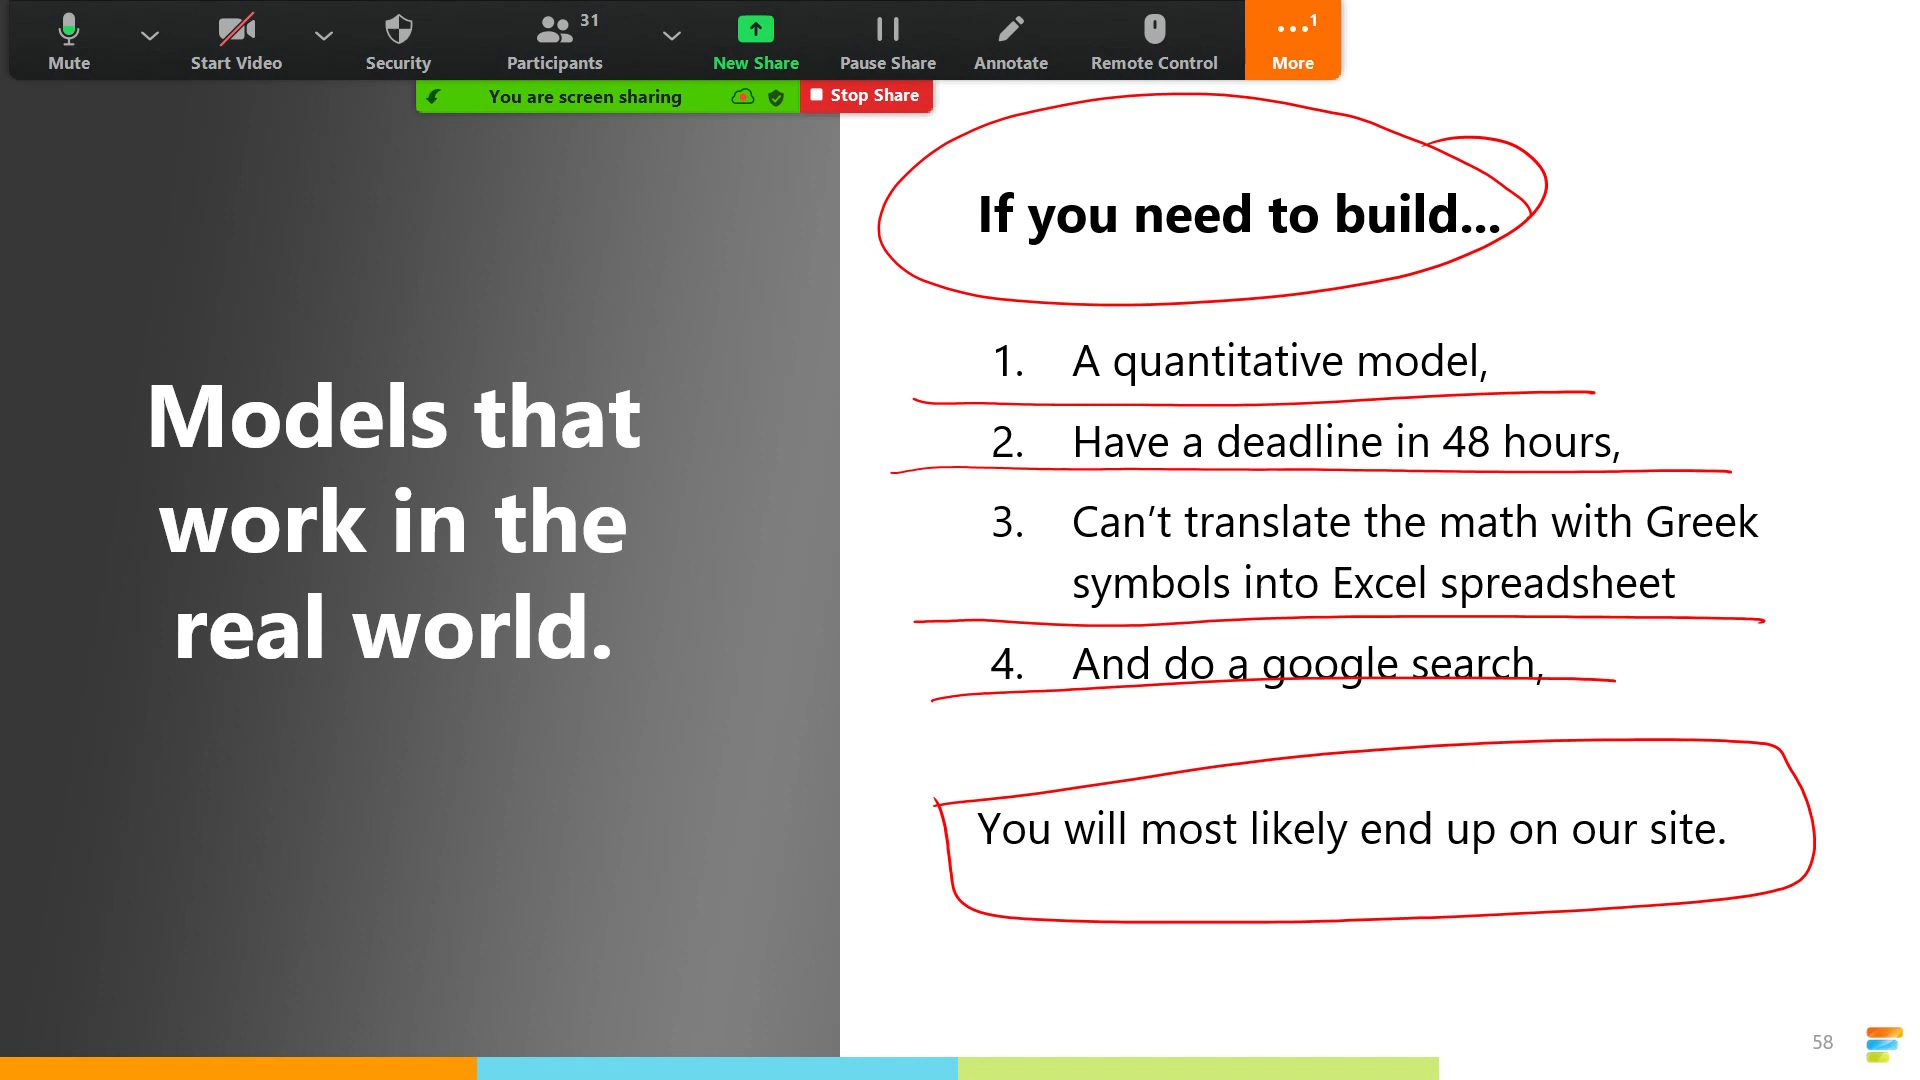 31
1
Mute
Start Video
Security
Participants
New Share
Pause Share
Annotate
Remote Control
More
You are screen sharing
Stop Share
Models that
work in the
real world.
If you need to build...
1. A quantitative model,
2. Have a deadline in 48 hours,
3. Can’t translate the math with Greek
symbols into Excel spreadsheet
4. And do a google search,
You will most likely end up on our site.
58